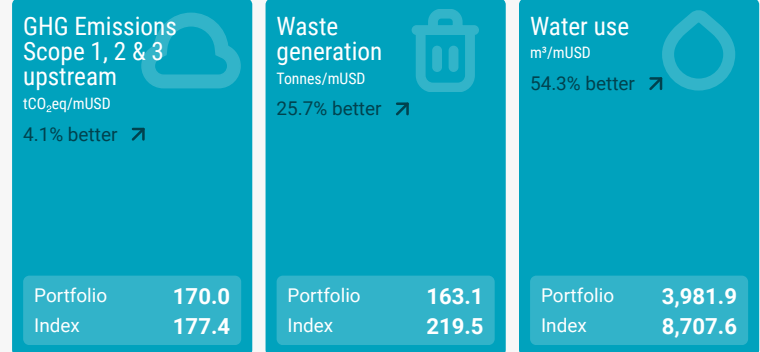 GHG Emissions
Scope 1, 2 & 3
upstream
tCO₂eq/mUSD
4.1% better
Portfolio 170.0
Index 177.4
Waste
generation
Tonnes/mUSD
25.7% better
Portfolio 163.1
Index 219.5
Water use
m³/mUSD
54.3% better
Portfolio 3,981.9
Index 8,707.6